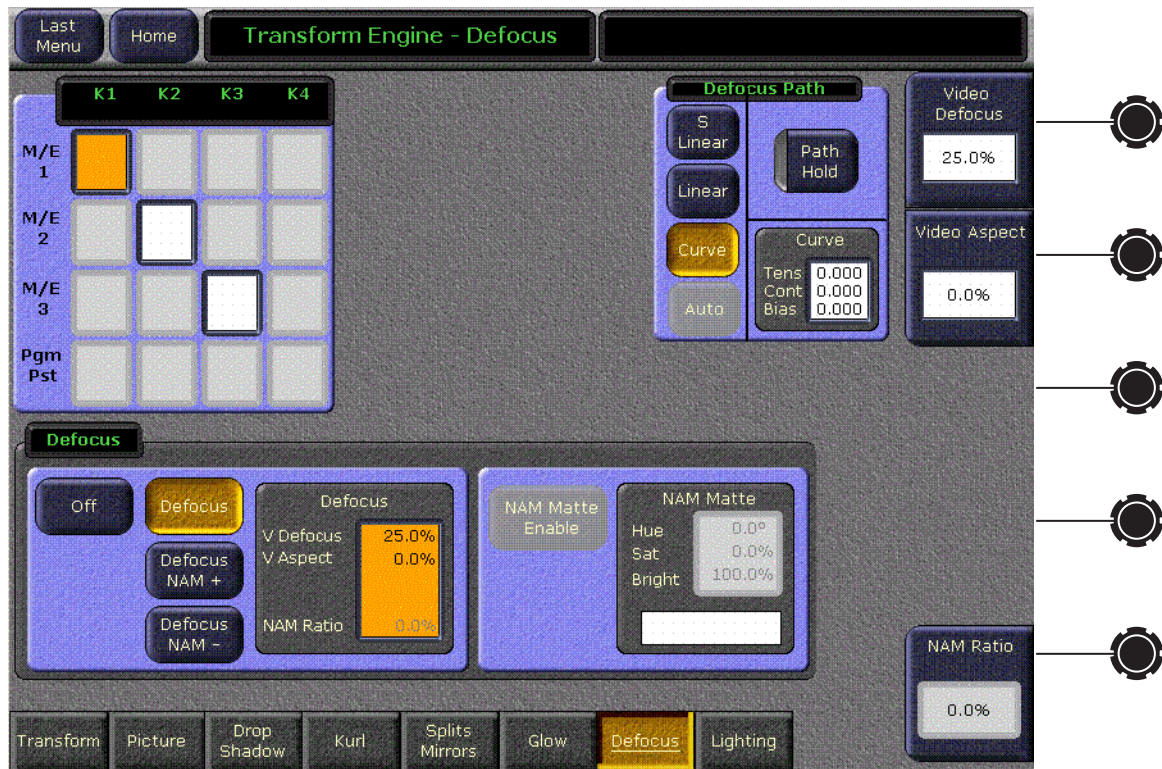 Last
Menu
Home
Transform Engine - Defocus
K1 K2 K3 K4
M/E
1
M/E
2
M/E
3
Pgm
Pst
Defocus Path
S
Linear
Linear
Curve
Auto
Path
Hold
Curve
Tens 0.000
Cont 0.000
Bias 0.000
Video
Defocus
25.0%
Video Aspect
0.0%
Defocus
Off
Defocus
Defocus
NAM +
Defocus
NAM -
Defocus
V Defocus 25.0%
V Aspect 0.0%
NAM Ratio 0.0%
NAM Matte
Enable
NAM Matte
Hue 0.0°
Sat 0.0%
Bright 100.0%
NAM Ratio
0.0%
Transform
Picture
Drop
Shadow
Kurl
Splits
Mirrors
Glow
Defocus
Lighting